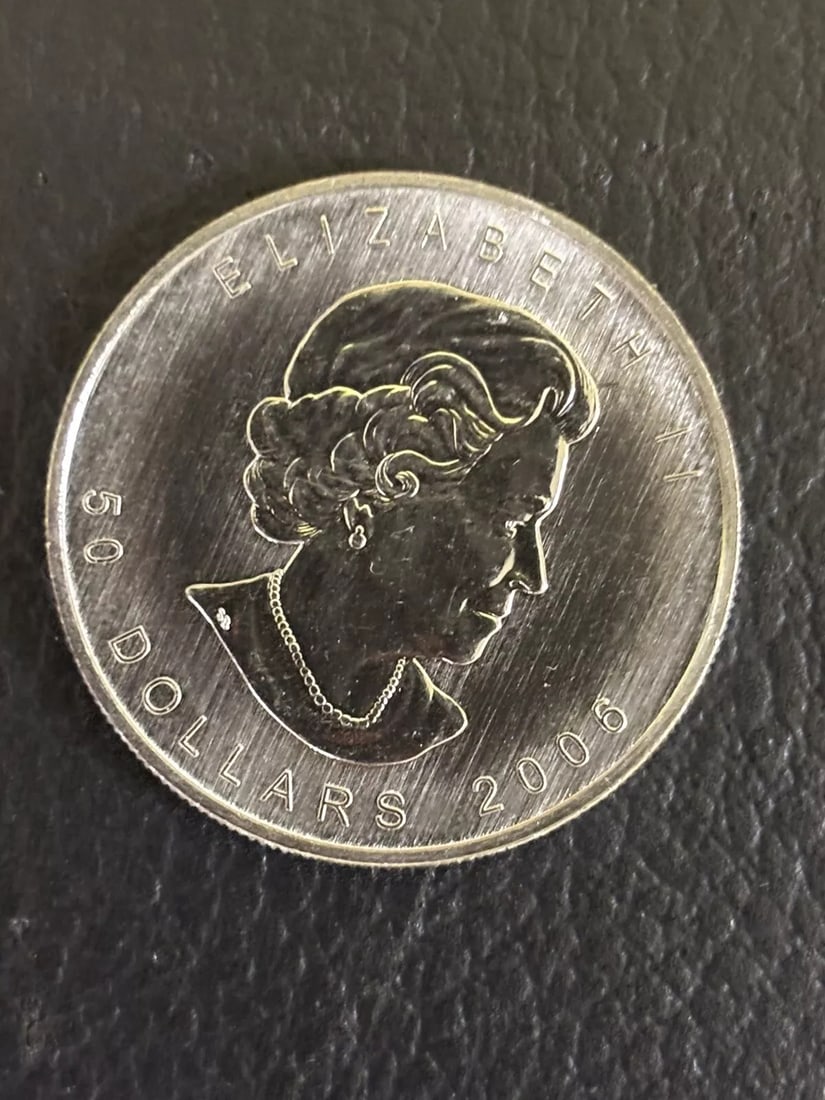 ELIZABETH II
50 DOLLARS 2006